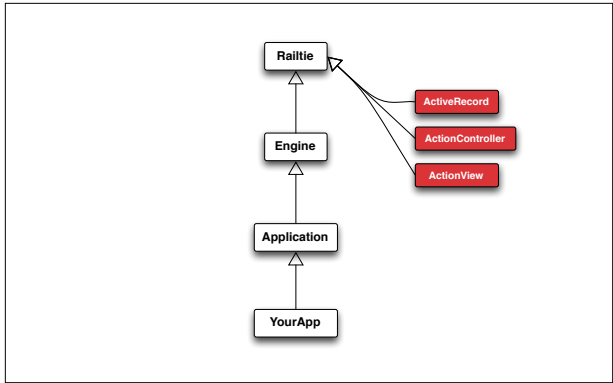 Railtie
ActiveRecord
ActionController
Engine
ActionView
Application
YourApp